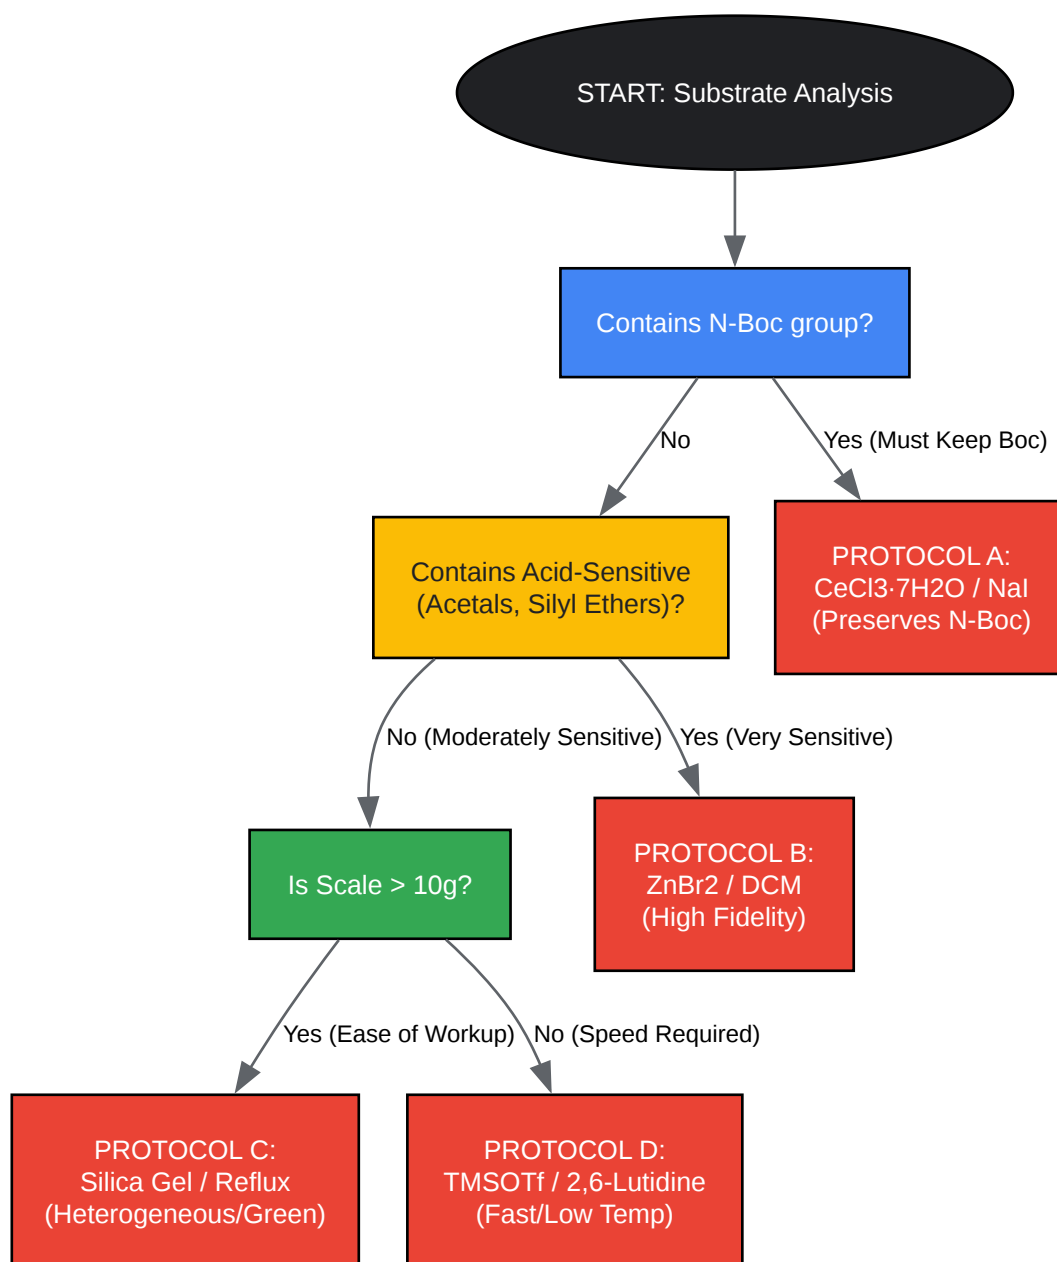 START: Substrate Analysis
Contains N-Boc group?
No
Yes (Must Keep Boc)
Contains Acid-Sensitive
(Acetals, Silyl Ethers)?
PROTOCOL A:
CeCl3·7H2O / NaI
(Preserves N-Boc)
No (Moderately Sensitive)
Yes (Very Sensitive)
Is Scale > 10g?
PROTOCOL B:
ZnBr2 / DCM
(High Fidelity)
Yes (Ease of Workup)
No (Speed Required)
PROTOCOL C:
Silica Gel / Reflux
(Heterogeneous/Green)
PROTOCOL D:
TMSOTf / 2,6-Lutidine
(Fast/Low Temp)